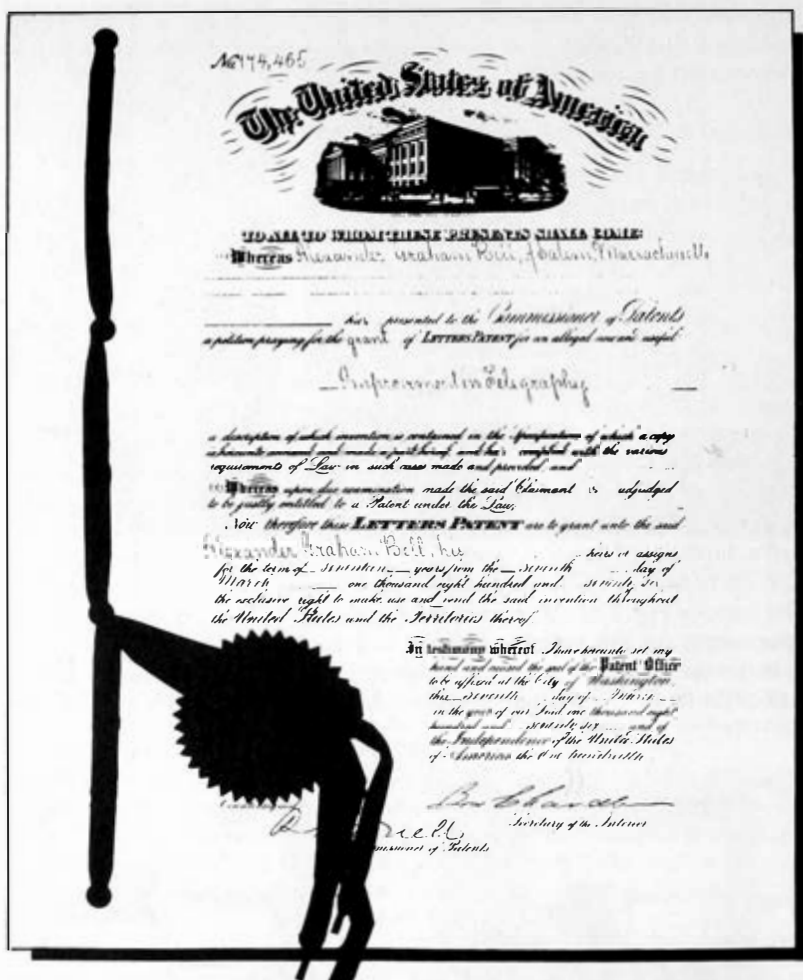 No 174,465
The United States of America
TO ALL TO WHOM THESE PRESENTS SHALL COME:
Whereas Alexander Graham Bell, of Salem, Massachusetts
has presented to the Commissioner of Patents
a petition praying for the grant of LETTERS PATENT for an alleged new and useful
Improvement in Telegraphy
a description of which invention is contained in the Specification of which a copy
is hereunto annexed and made a part hereof, and has complied with the various
requirements of Law in such cases made and provided, and
Whereas upon due examination made the said Claimant is adjudged
to be justly entitled to a Patent under the Law.
Now therefore these LETTERS PATENT are to grant unto the said
Alexander Graham Bell, his heirs or assigns
for the term of seventeen years from the seventh day of
March one thousand eight hundred and seventy six
the exclusive right to make use and vend the said invention throughout
the United States and the Territories thereof.
In testimony whereof I have hereunto set my
hand and caused the seal of the Patent Office
to be affixed at the City of Washington
this seventh day of March
in the year of our Lord one thousand eight
hundred and seventy six and of
the Independence of the United States
of America the one hundredth
Secretary of the Interior
of Patents